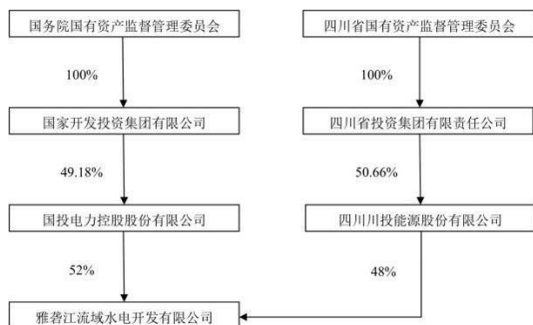 国务院国有资产监督管理委员会
四川省国有资产监督管理委员会
100%
100%
国家开发投资集团有限公司
四川省投资集团有限责任公司
49.18%
50.66%
国投电力控股股份有限公司
四川川投能源股份有限公司
52%
48%
雅砻江流域水电开发有限公司